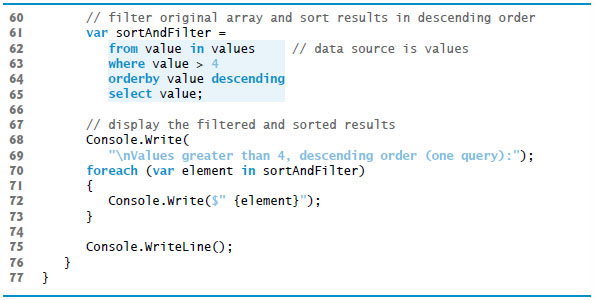 60 // filter original array and sort results in descending order
61 var sortAndFilter =
62 from value in values // data source is values
63 where value > 4
64 orderby value descending
65 select value;
66
67 // display the filtered and sorted results
68 Console.Write(
69 "\nValues greater than 4, descending order (one query):");
70 foreach (var element in sortAndFilter)
71 {
72 Console.Write($" {element}");
73 }
74
75 Console.WriteLine();
76 }
77 }